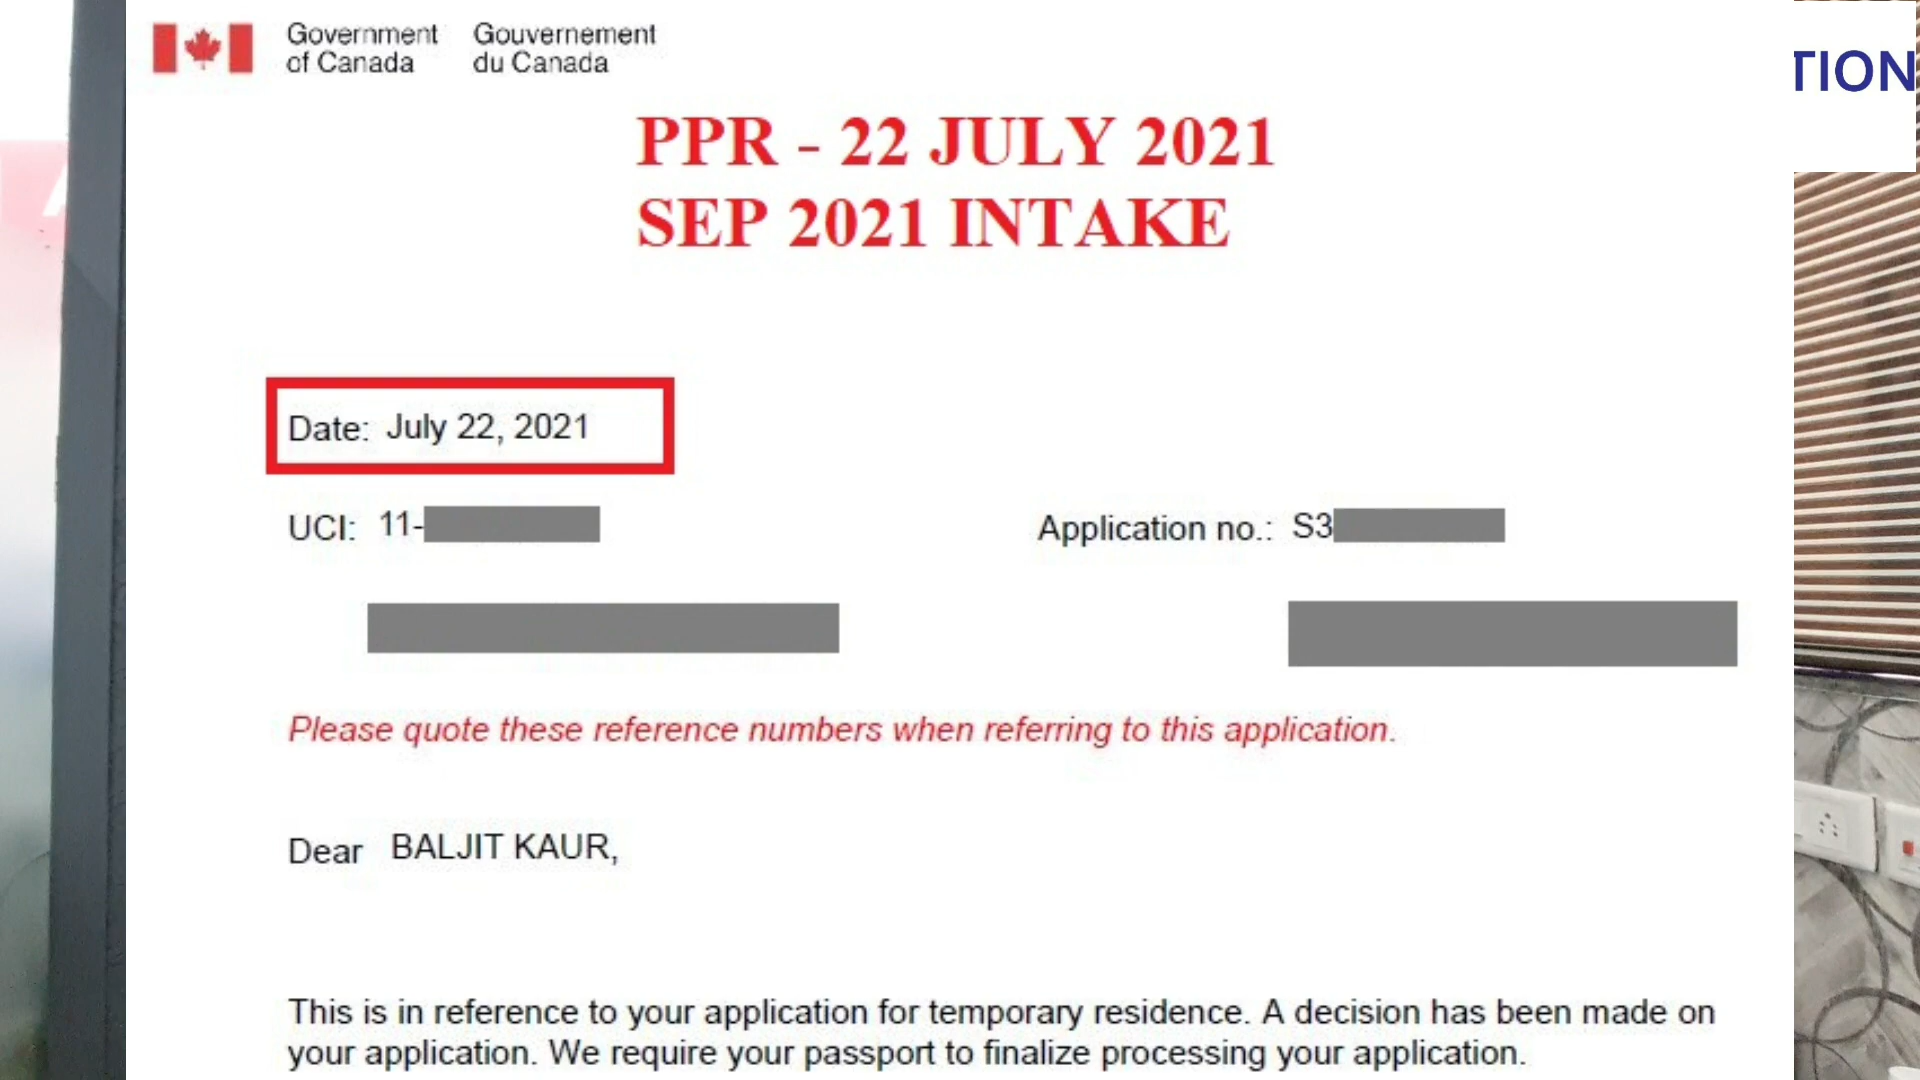 Government of Canada
Gouvernement du Canada
TION
PPR - 22 JULY 2021
SEP 2021 INTAKE
Date: July 22, 2021
UCI: 11-
Application no.: S3
Please quote these reference numbers when referring to this application.
Dear BALJIT KAUR,
This is in reference to your application for temporary residence. A decision has been made on
your application. We require your passport to finalize processing your application.